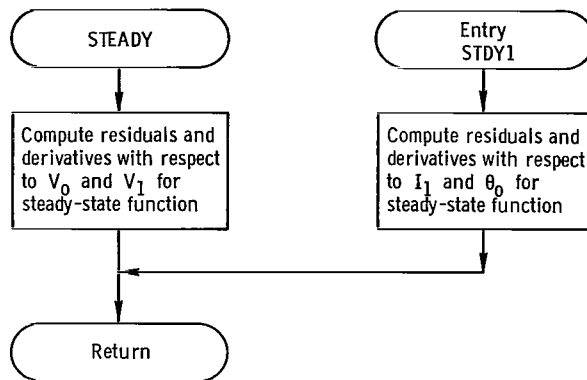 STEADY
Entry
STDY1
Compute residuals and
derivatives with respect
to V₀ and V₁ for
steady-state function
Compute residuals and
derivatives with respect
to I₁ and θ₀ for
steady-state function
Return